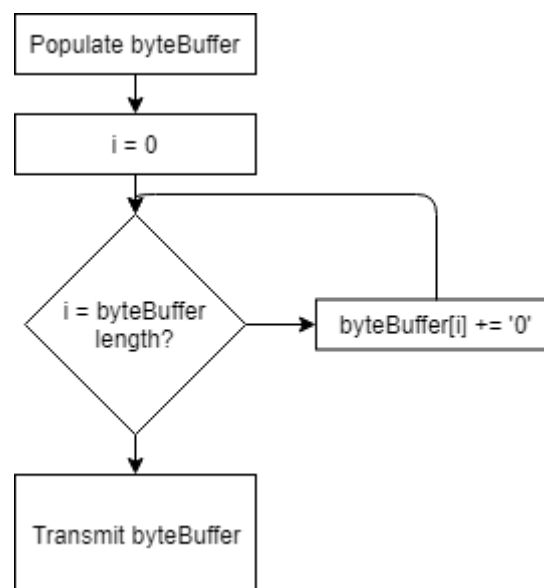 Populate byteBuffer
i = 0
i = byteBuffer
length?
byteBuffer[i] += '0'
Transmit byteBuffer